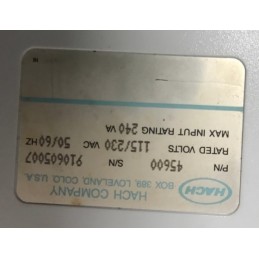 HACH
HACH COMPANY
BOX 389, LOVELAND, COLO. U.S.A.
P/N 45600 S/N 910605007
RATED VOLTS 115/230 VAC 50/60HZ
MAX INPUT RATING 240 VA